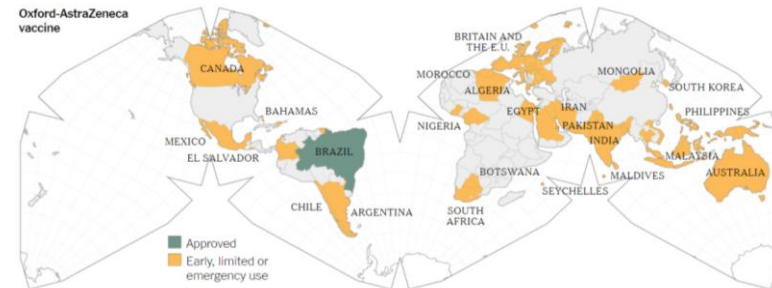 Oxford-AstraZeneca
vaccine
CANADA
BRITAIN AND
THE E.U.
MOROCCO
ALGERIA
MONGOLIA
SOUTH KOREA
BAHAMAS
EGYPT
IRAN
PHILIPPINES
NIGERIA
PAKISTAN
INDIA
MEXICO
EL SALVADOR
BRAZIL
MALAYSIA
BOTSWANA
MALDIVES
AUSTRALIA
SEYCHELLES
CHILE
ARGENTINA
SOUTH
AFRICA
Approved
Early, limited or
emergency use